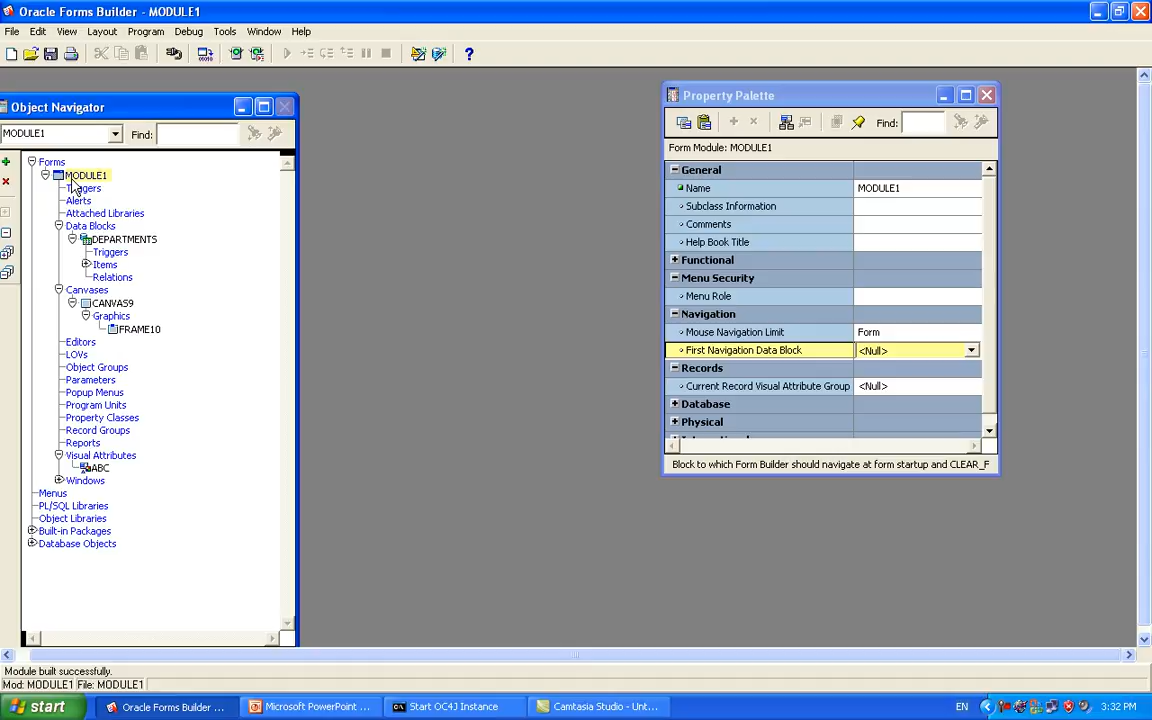 Oracle Forms Builder - MODULE1
File Edit View Layout Program Debug Tools Window Help
Object Navigator
MODULE1 Find:
Forms
MODULE1
Triggers
Alerts
Attached Libraries
Data Blocks
DEPARTMENTS
Triggers
Items
Relations
Canvases
CANVAS9
Graphics
FRAME10
Editors
LOVs
Object Groups
Parameters
Popup Menus
Program Units
Property Classes
Record Groups
Reports
Visual Attributes
ABC
Windows
Menus
PL/SQL Libraries
Object Libraries
Built-in Packages
Database Objects
Property Palette
Find:
Form Module: MODULE1
General
Name MODULE1
Subclass Information
Comments
Help Book Title
Functional
Menu Security
Menu Role
Navigation
Mouse Navigation Limit Form
First Navigation Data Block <Null>
Records
Current Record Visual Attribute Group <Null>
Database
Physical
Block to which Form Builder should navigate at form startup and CLEAR_F
Module built successfully.
Mod: MODULE1 File: MODULE1
start Oracle Forms Builder ... Microsoft PowerPoint ... Start OC4J Instance Camtasia Studio - Unt... EN 3:32 PM